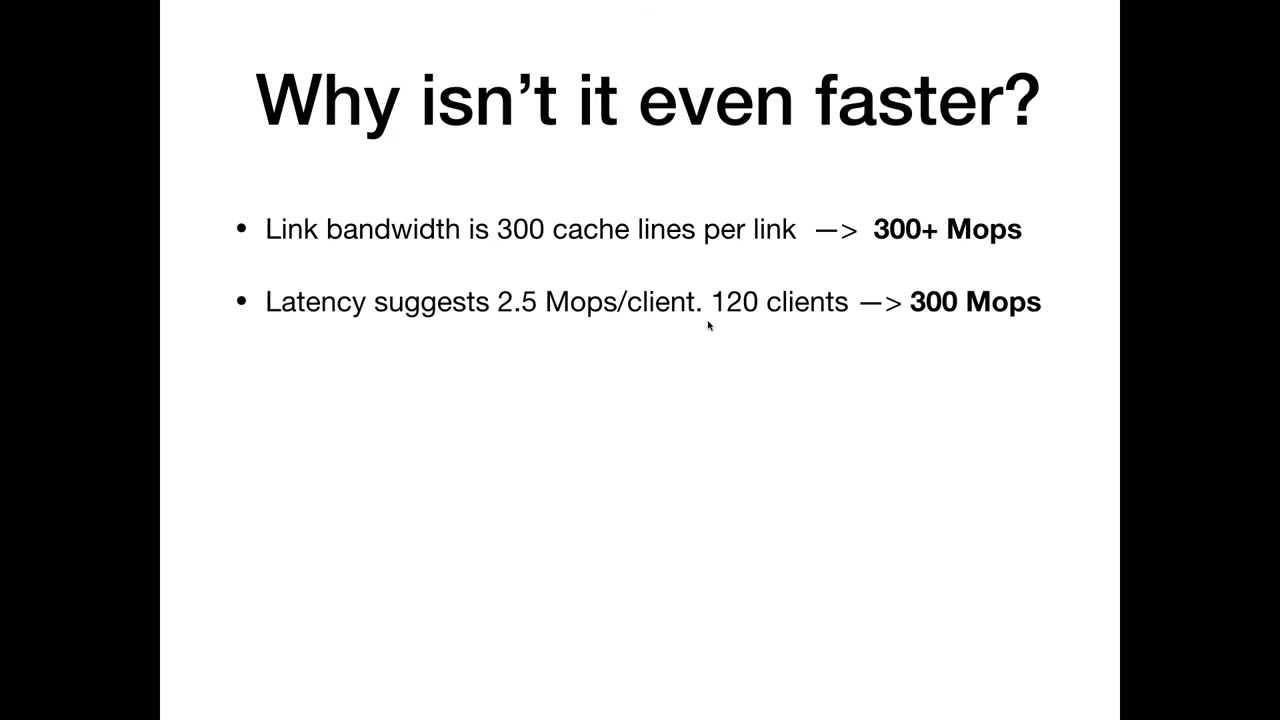 Why isn’t it even faster?
• Link bandwidth is 300 cache lines per link —> 300+ Mops
• Latency suggests 2.5 Mops/client. 120 clients —> 300 Mops